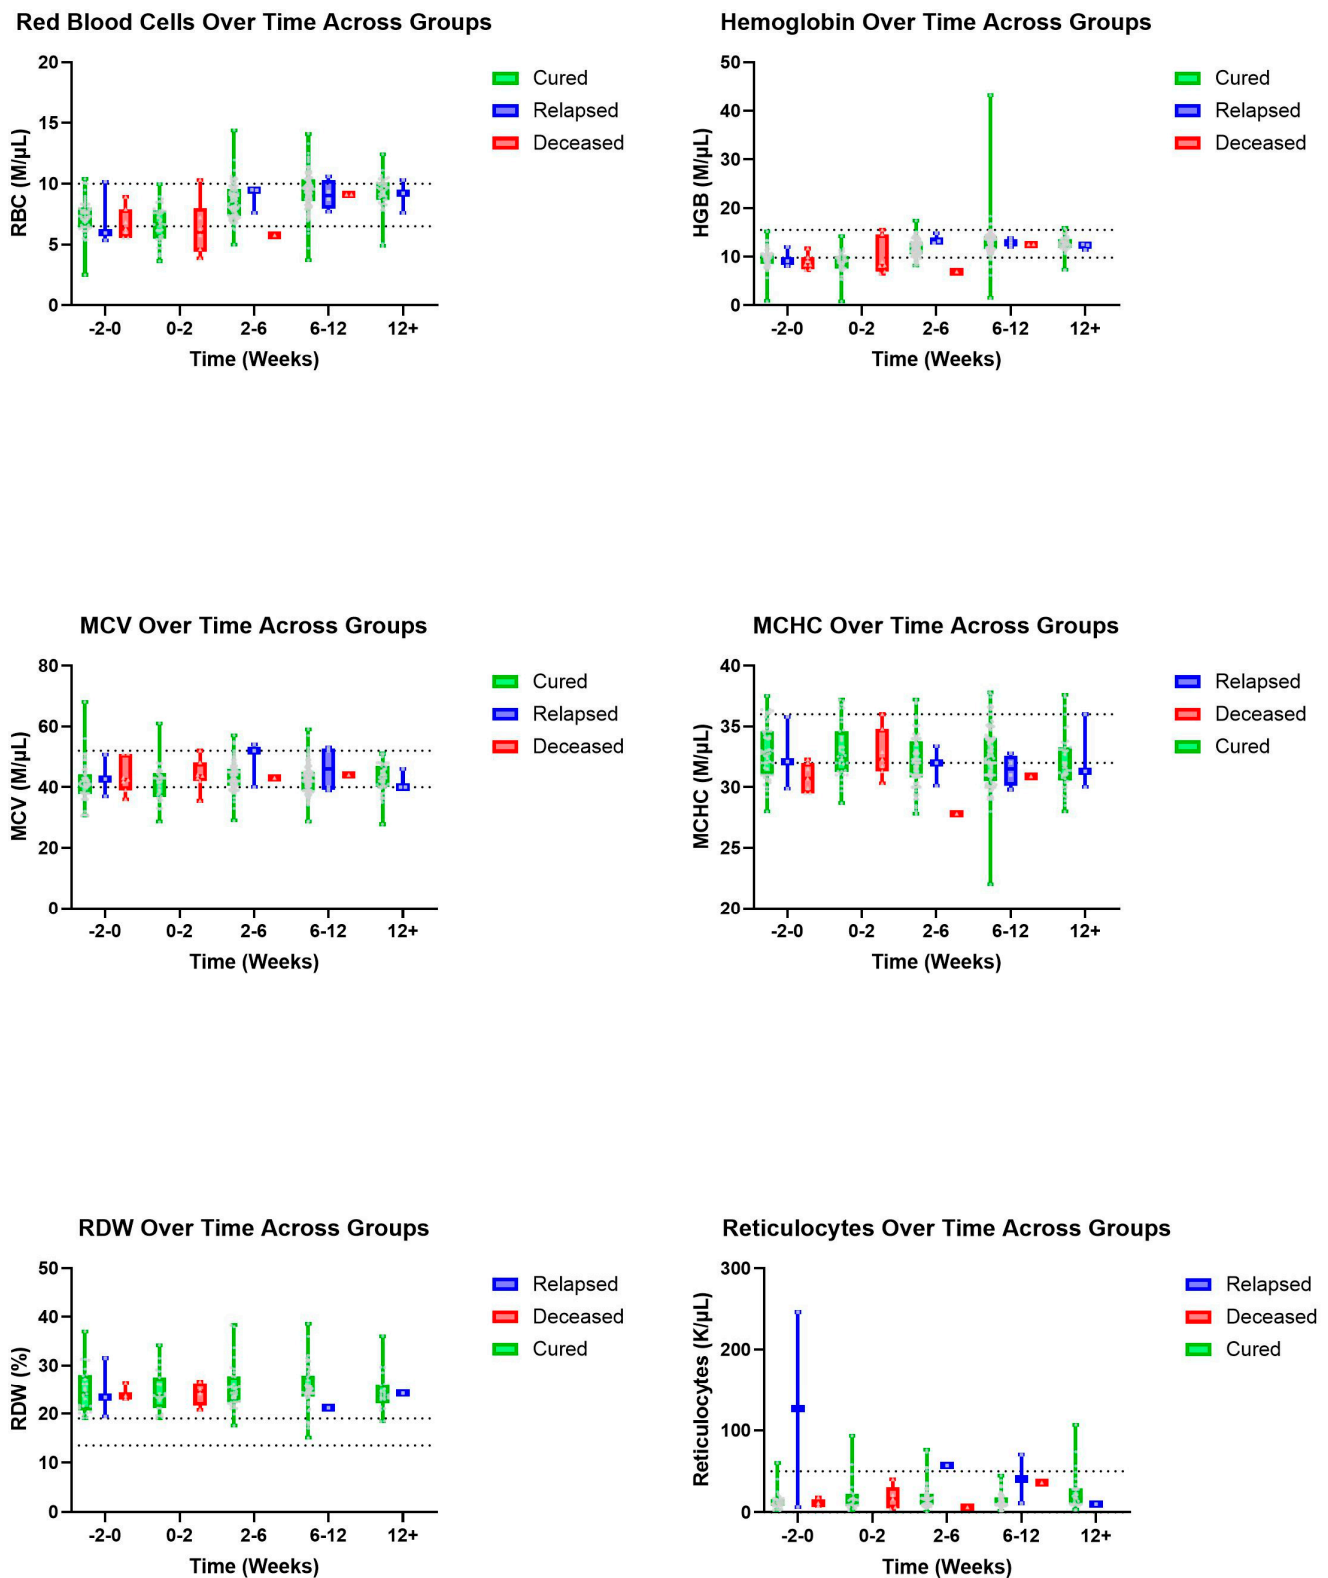 Red Blood Cells Over Time Across Groups
20
15
10
5
0
RBC (M/µL)
-2-0 0-2 2-6 6-12 12+
Time (Weeks)
Cured
Relapsed
Deceased
Hemoglobin Over Time Across Groups
50
40
30
20
10
0
HGB (M/µL)
-2-0 0-2 2-6 6-12 12+
Time (Weeks)
Cured
Relapsed
Deceased
MCV Over Time Across Groups
80
60
40
20
0
MCV (M/µL)
-2-0 0-2 2-6 6-12 12+
Time (Weeks)
Cured
Relapsed
Deceased
MCHC Over Time Across Groups
40
35
30
25
20
MCHC (M/µL)
-2-0 0-2 2-6 6-12 12+
Time (Weeks)
Relapsed
Deceased
Cured
RDW Over Time Across Groups
50
40
30
20
10
0
RDW (%)
-2-0 0-2 2-6 6-12 12+
Time (Weeks)
Relapsed
Deceased
Cured
Reticulocytes Over Time Across Groups
300
200
100
0
Reticulocytes (K/µL)
-2-0 0-2 2-6 6-12 12+
Time (Weeks)
Relapsed
Deceased
Cured